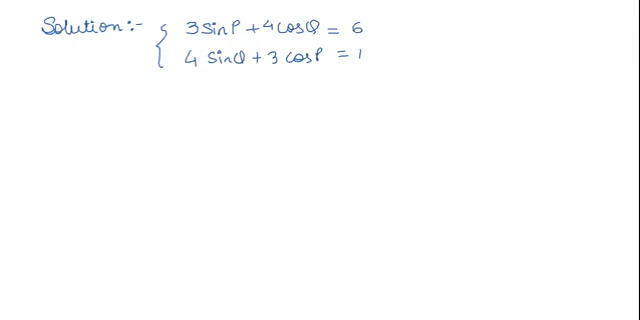 Solution:- { 3 sin P + 4 cos Q = 6
4 sin Q + 3 cos P = 1